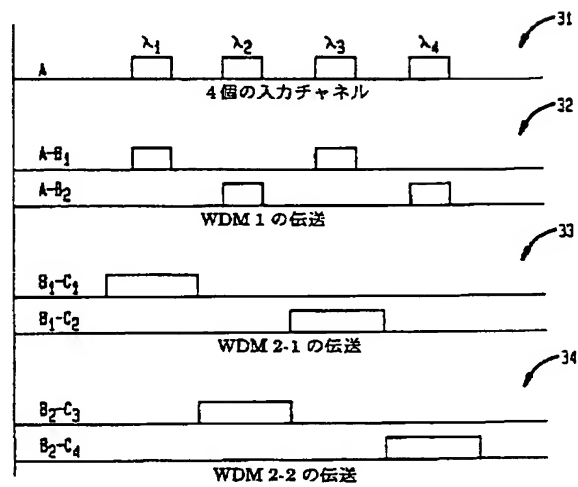 31
λ1 λ2 λ3 λ4
A
4個の入力チャネル
32
A-B1
A-B2
WDM 1 の伝送
33
B1-C1
B1-C2
WDM 2-1 の伝送
34
B2-C3
B2-C4
WDM 2-2 の伝送